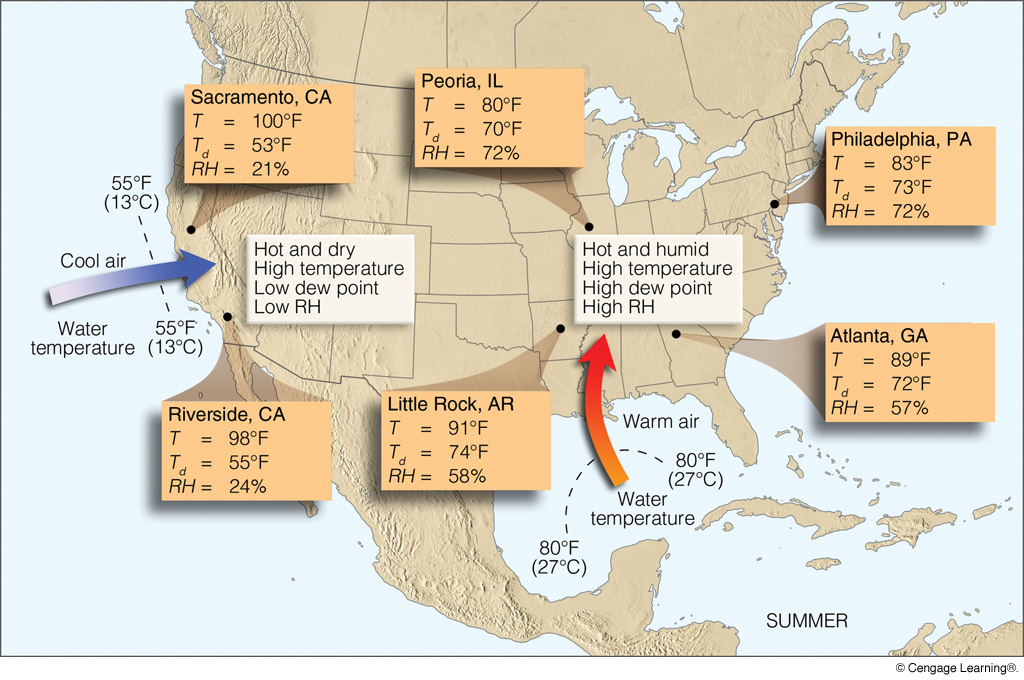 Sacramento, CA
T = 100°F
Td = 53°F
RH = 21%
Peoria, IL
T = 80°F
Td = 70°F
RH = 72%
Philadelphia, PA
T = 83°F
Td = 73°F
RH = 72%
55°F
(13°C)
Cool air
Water
temperature
55°F
(13°C)
Hot and dry
High temperature
Low dew point
Low RH
Hot and humid
High temperature
High dew point
High RH
Riverside, CA
T = 98°F
Td = 55°F
RH = 24%
Little Rock, AR
T = 91°F
Td = 74°F
RH = 58%
Atlanta, GA
T = 89°F
Td = 72°F
RH = 57%
Warm air
80°F
(27°C)
Water
temperature
80°F
(27°C)
SUMMER
© Cengage Learning®.